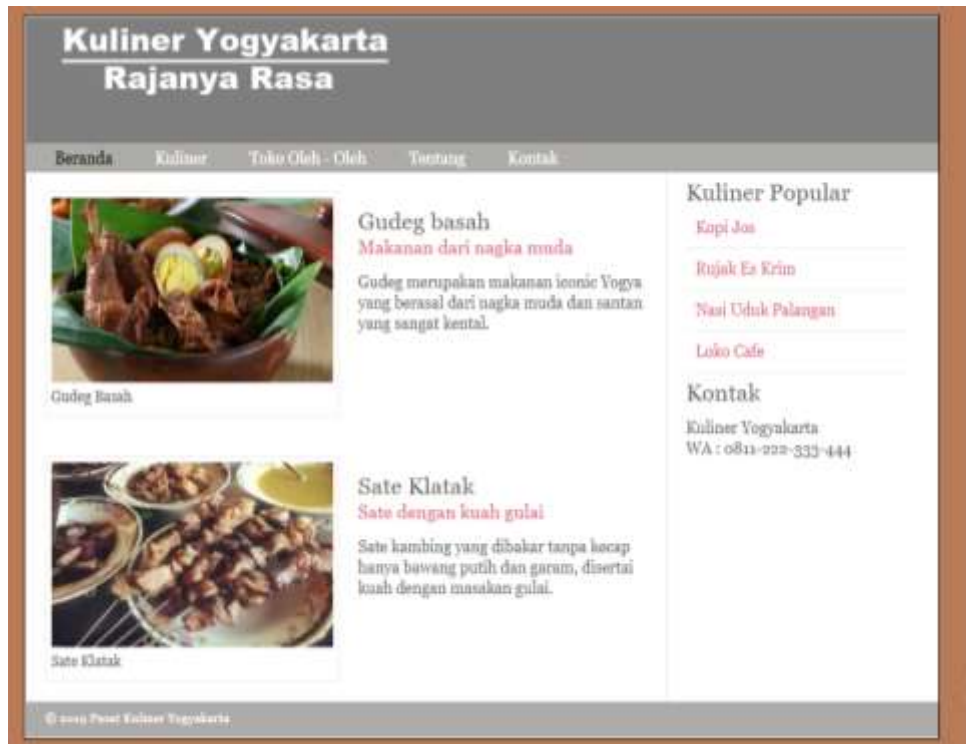 Kuliner Yogyakarta
Rajanya Rasa
Beranda Kuliner Toko Oleh - Oleh Tentang Kontak
Gudeg basah
Makanan dari nagka muda
Gudeg merupakan makanan iconic Yogya
yang berasal dari nagka muda dan santan
yang sangat kental.
Gudeg Basah
Sate Klatak
Sate dengan kuah gulai
Sate kambing yang dibakar tanpa kecap
hanya bawang putih dan garam, disertai
kuah dengan masakan gulai.
Sate Klatak
Kuliner Popular
Kopi Jos
Rujak Es Krim
Nasi Uduk Palangan
Loko Cafe
Kontak
Kuliner Yogyakarta
WA : 0811-222-333-444
© 2019 Pusat Kuliner Yogyakarta